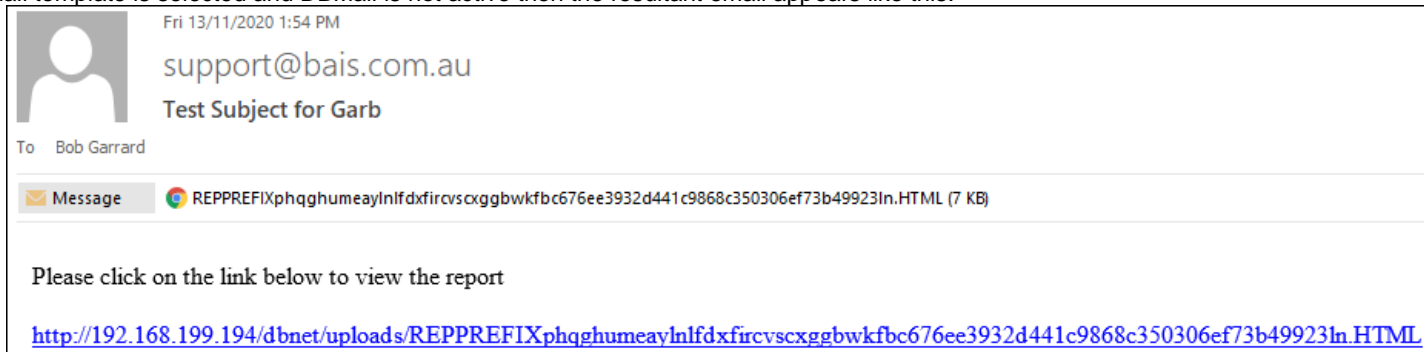 Fri 13/11/2020 1:54 PM
support@bais.com.au
Test Subject for Garb
To Bob Garrard
Message REPPREFIXphqghumeaylnlfdxfircvscxggbwkfbc676ee3932d441c9868c350306ef73b49923ln.HTML (7 KB)
Please click on the link below to view the report
http://192.168.199.194/dbnet/uploads/REPPREFIXphqghumeaylnlfdxfircvscxggbwkfbc676ee3932d441c9868c350306ef73b49923ln.HTML